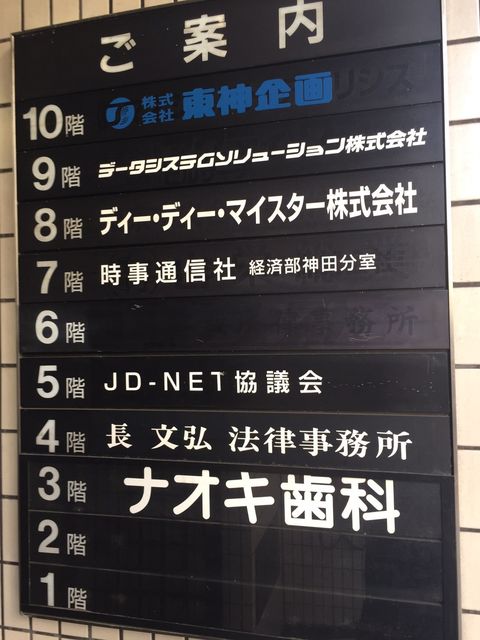 ご案内
10階 株式会社 東神企画
9階 データシステムソリューション株式会社
8階 ディー・ディー・マイスター株式会社
7階 時事通信社 経済部神田分室
6階 事務所
5階 JD-NET協議会
4階 長 文弘 法律事務所
3階 ナオキ歯科
2階
1階